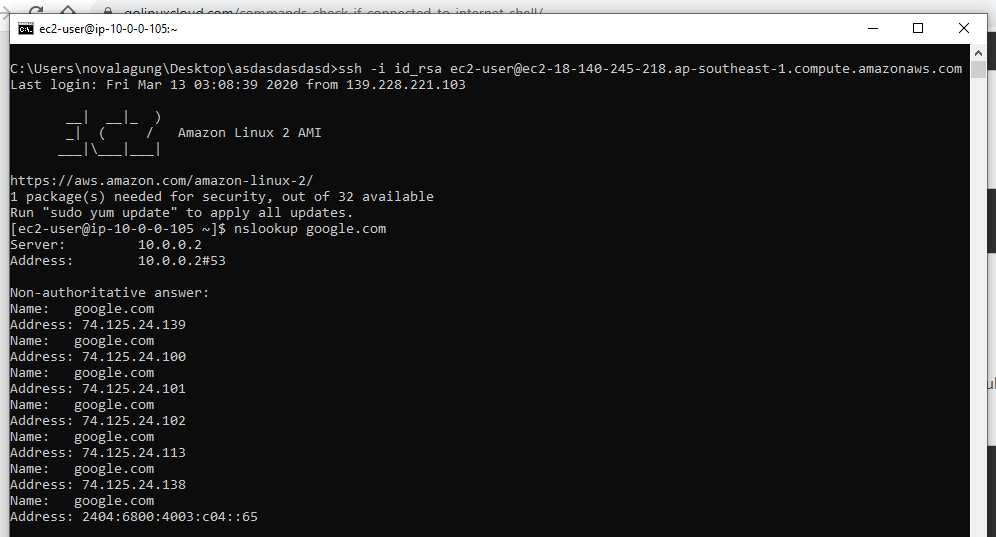 golinuxcloud.com/commands-check-if-connected-to-internet-shell/
ec2-user@ip-10-0-0-105:~
C:\Users\novalagung\Desktop\asdasdasdasd>ssh -i id_rsa ec2-user@ec2-18-140-245-218.ap-southeast-1.compute.amazonaws.com
Last login: Fri Mar 13 03:08:39 2020 from 139.228.221.103
       __|  __|_  )
       _|  (     /   Amazon Linux 2 AMI
      ___|\___|___|
https://aws.amazon.com/amazon-linux-2/
1 package(s) needed for security, out of 32 available
Run "sudo yum update" to apply all updates.
[ec2-user@ip-10-0-0-105 ~]$ nslookup google.com
Server:         10.0.0.2
Address:        10.0.0.2#53
Non-authoritative answer:
Name:   google.com
Address: 74.125.24.139
Name:   google.com
Address: 74.125.24.100
Name:   google.com
Address: 74.125.24.101
Name:   google.com
Address: 74.125.24.102
Name:   google.com
Address: 74.125.24.113
Name:   google.com
Address: 74.125.24.138
Name:   google.com
Address: 2404:6800:4003:c04::65